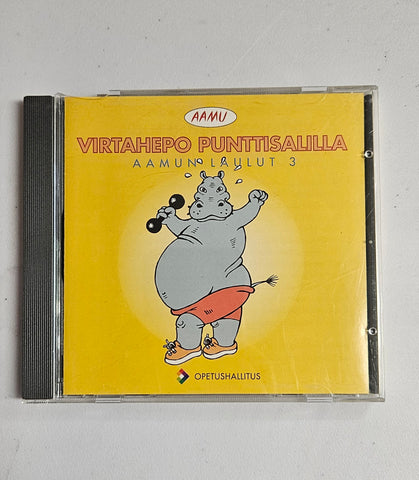 AAMU
VIRTAHEPO PUNTTISALILLA
AAMUN LAULUT 3
OPETUSHALLITUS